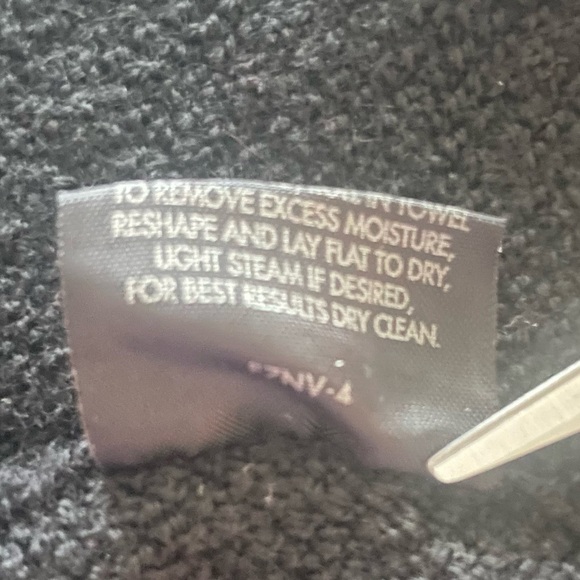 TO REMOVE EXCESS MOISTURE,
RESHAPE AND LAY FLAT TO DRY,
LIGHT STEAM IF DESIRED,
FOR BEST RESULTS DRY CLEAN.